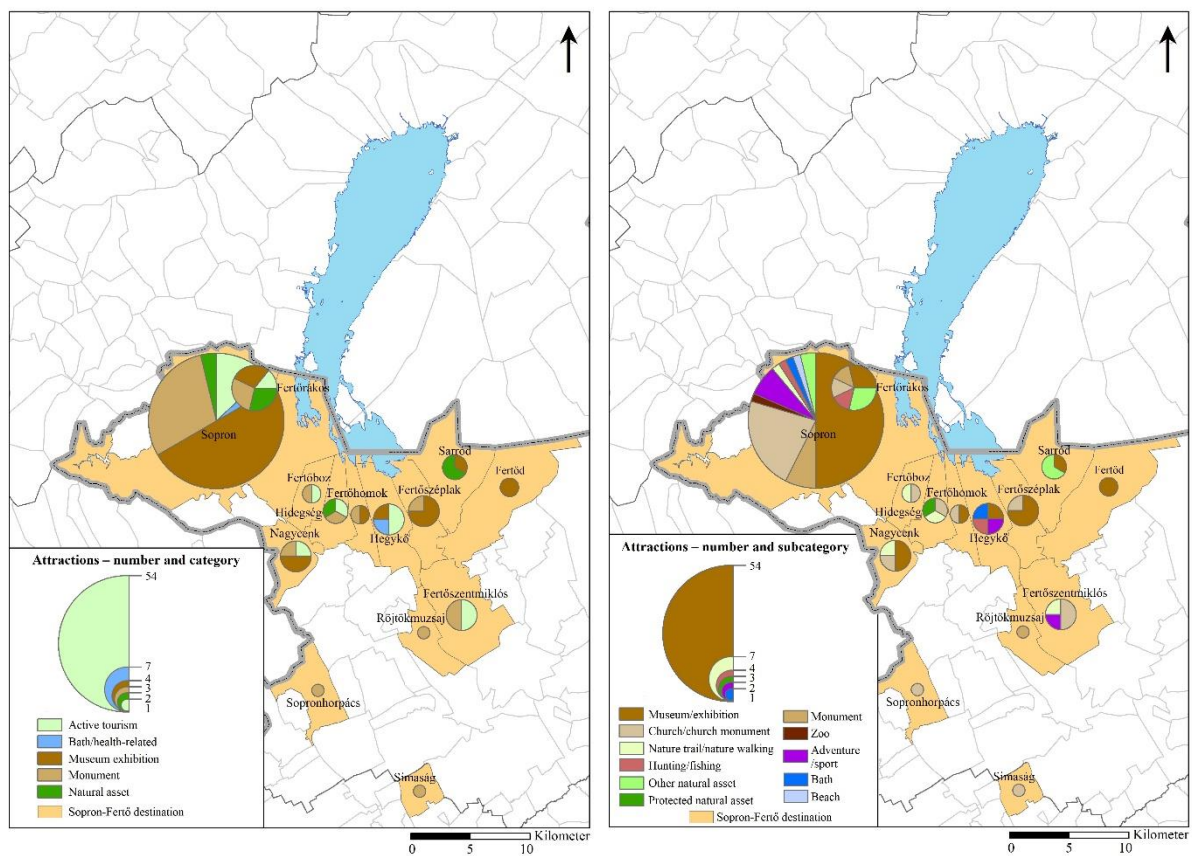 Fertőrákos
Sopron
Sarród
Fertőd
Fertőboz
Fertőhomok
Fertőszéplak
Hidegség
Hegykő
Nagycenk
Fertőszentmiklós
Röjtökmuzsaj
Sopronhorpács
Simaság
Attractions – number and category
54
7
4
3
2
1
Active tourism
Bath/health-related
Museum exhibition
Monument
Natural asset
Sopron-Fertő destination
Kilometer
0 5 10
Fertőrákos
Sopron
Sarród
Fertőd
Fertőboz
Fertőhomok
Fertőszéplak
Hidegség
Hegykő
Nagycenk
Fertőszentmiklós
Röjtökmuzsaj
Sopronhorpács
Simaság
Attractions – number and subcategory
54
7
4
3
2
1
Museum/exhibition
Church/church monument
Nature trail/nature walking
Hunting/fishing
Other natural asset
Protected natural asset
Monument
Zoo
Adventure
/sport
Bath
Beach
Sopron-Fertő destination
Kilometer
0 5 10